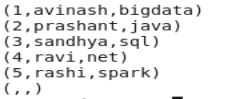 (1,avinash,bigdata)
(2,prashant,java)
(3,sandhya,sql)
(4,ravi,net)
(5,rashi,spark)
(,,)